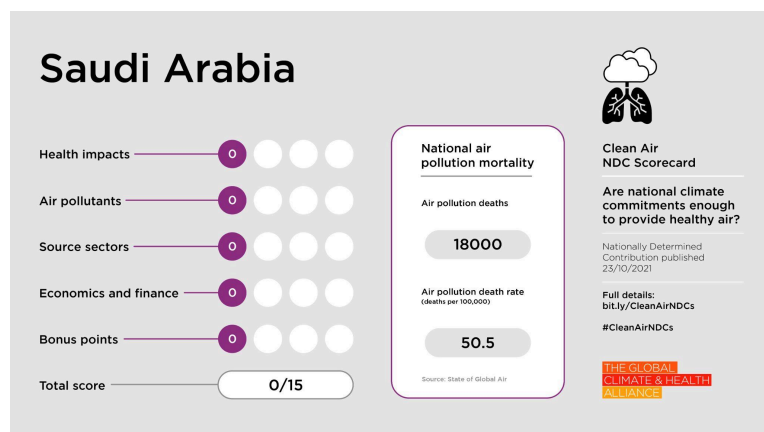 Saudi Arabia
Health impacts 0
Air pollutants 0
Source sectors 0
Economics and finance 0
Bonus points 0
Total score 0/15
National air
pollution mortality
Air pollution deaths
18000
Air pollution death rate
(deaths per 100,000)
50.5
Source: State of Global Air
Clean Air
NDC Scorecard
Are national climate
commitments enough
to provide healthy air?
Nationally Determined
Contribution published
23/10/2021
Full details:
bit.ly/CleanAirNDCs
#CleanAirNDCs
THE GLOBAL
CLIMATE & HEALTH
ALLIANCE